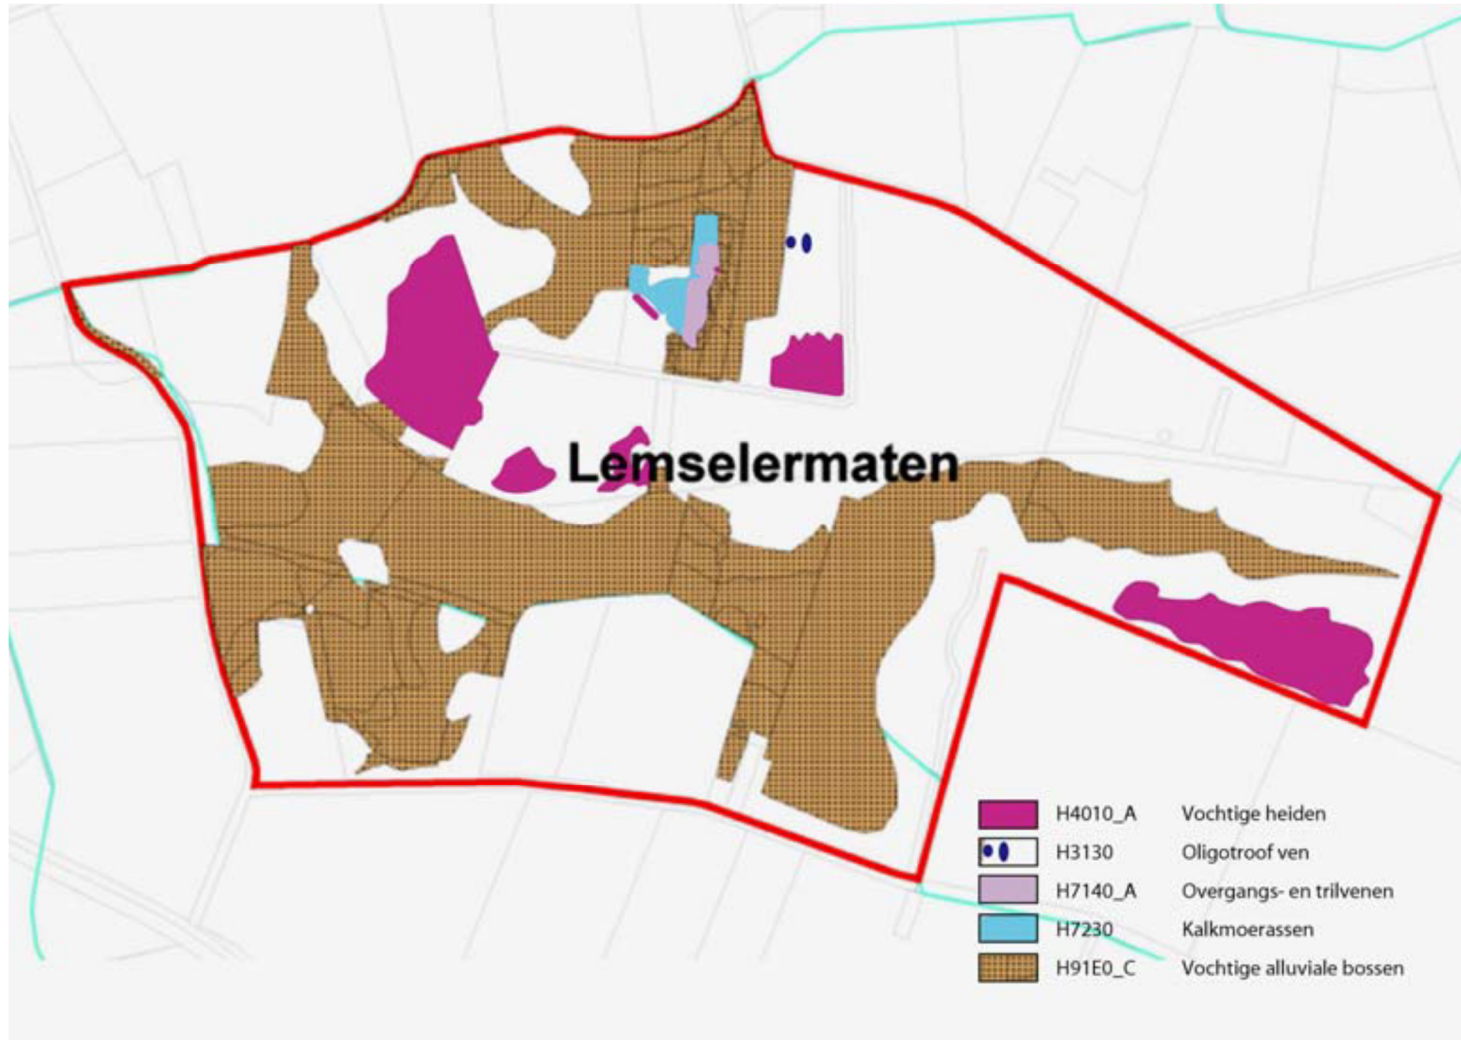 Lemselermaten
H4010_A Vochtige heiden
H3130 Oligotroof ven
H7140_A Overgangs- en trilvenen
H7230 Kalkmoerassen
H91E0_C Vochtige alluviale bossen